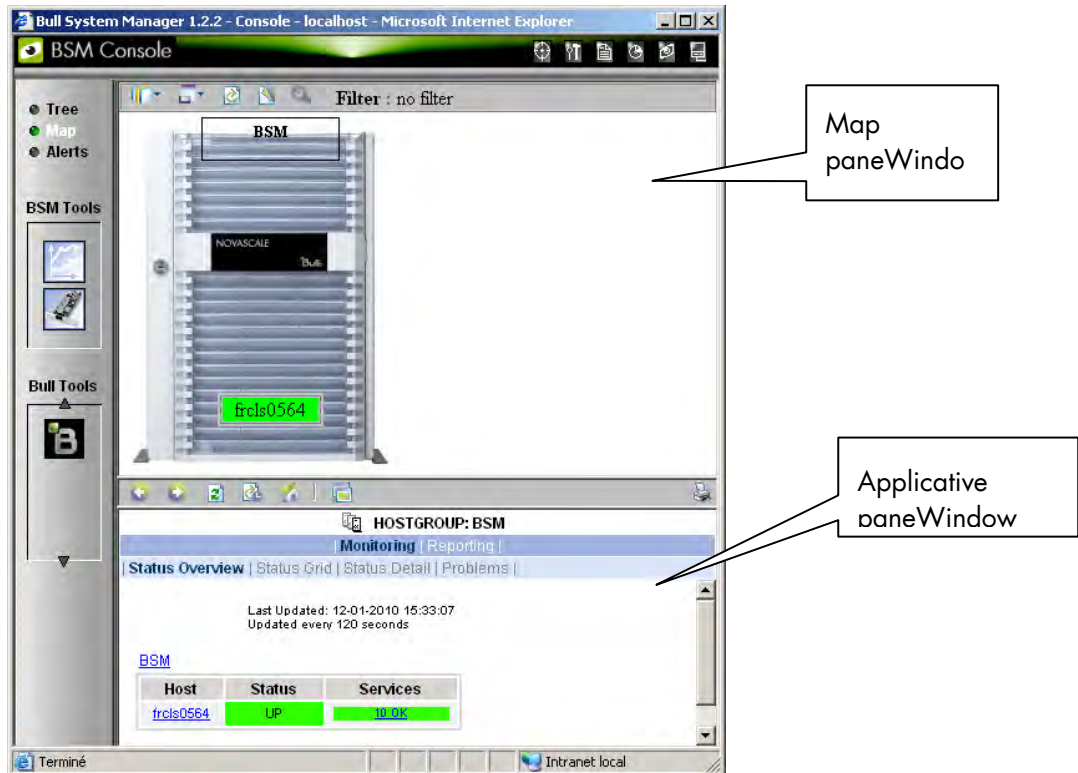 Bull System Manager 1.2.2 - Console - localhost - Microsoft Internet Explorer
BSM Console
Tree
Map
Alerts
Filter : no filter
BSM
BSM Tools
NOVASCALE
Bull
frcls0564
Bull Tools
B
Map
paneWindo
Applicative
paneWindow
HOSTGROUP: BSM
| Monitoring | Reporting |
| Status Overview | Status Grid | Status Detail | Problems |
Last Updated: 12-01-2010 15:33:07
Updated every 120 seconds
BSM
Host Status Services
frcls0564 UP 10 OK
Terminé
Intranet local